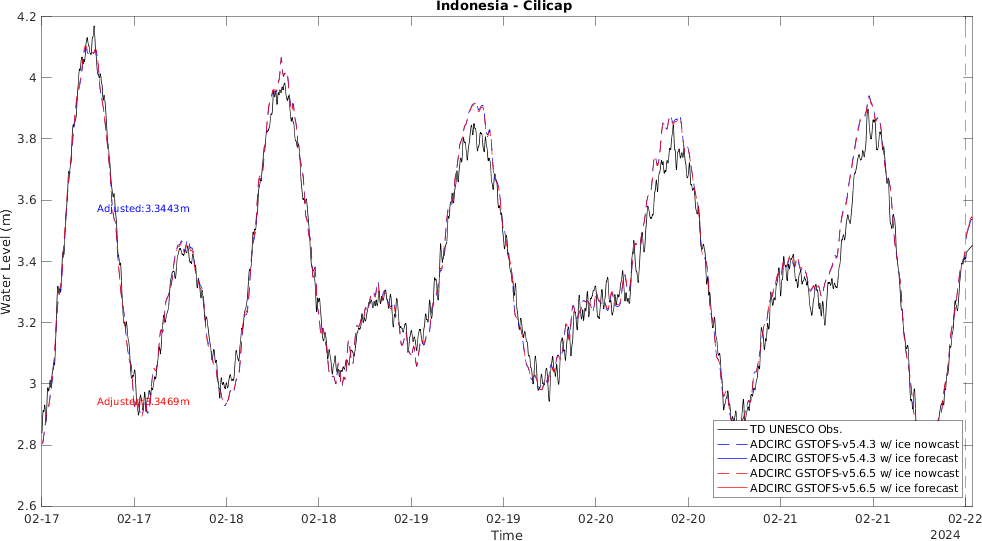 Indonesia - Cilicap
4.2
4
3.8
3.6
3.4
3.2
3
2.8
2.6
Water Level (m)
Adjusted:3.3443m
Adjusted:3.3469m
TD UNESCO Obs.
ADCIRC GSTOFS-v5.4.3 w/ ice nowcast
ADCIRC GSTOFS-v5.4.3 w/ ice forecast
ADCIRC GSTOFS-v5.6.5 w/ ice nowcast
ADCIRC GSTOFS-v5.6.5 w/ ice forecast
02-17 02-17 02-18 02-18 02-19 02-19 02-20 02-20 02-21 02-21 02-22
Time
2024